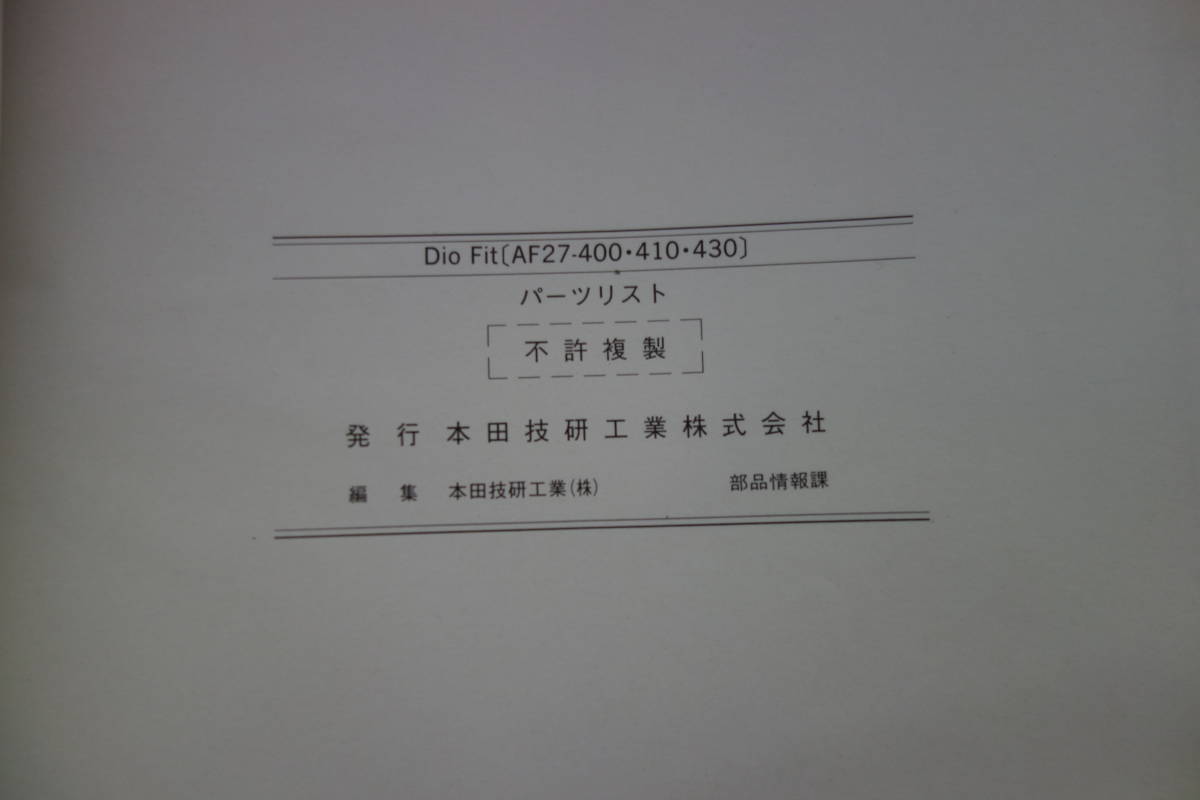 Dio Fit〔AF27-400・410・430〕
パーツリスト
不許複製
発行 本田技研工業株式会社
編集 本田技研工業(株) 部品情報課